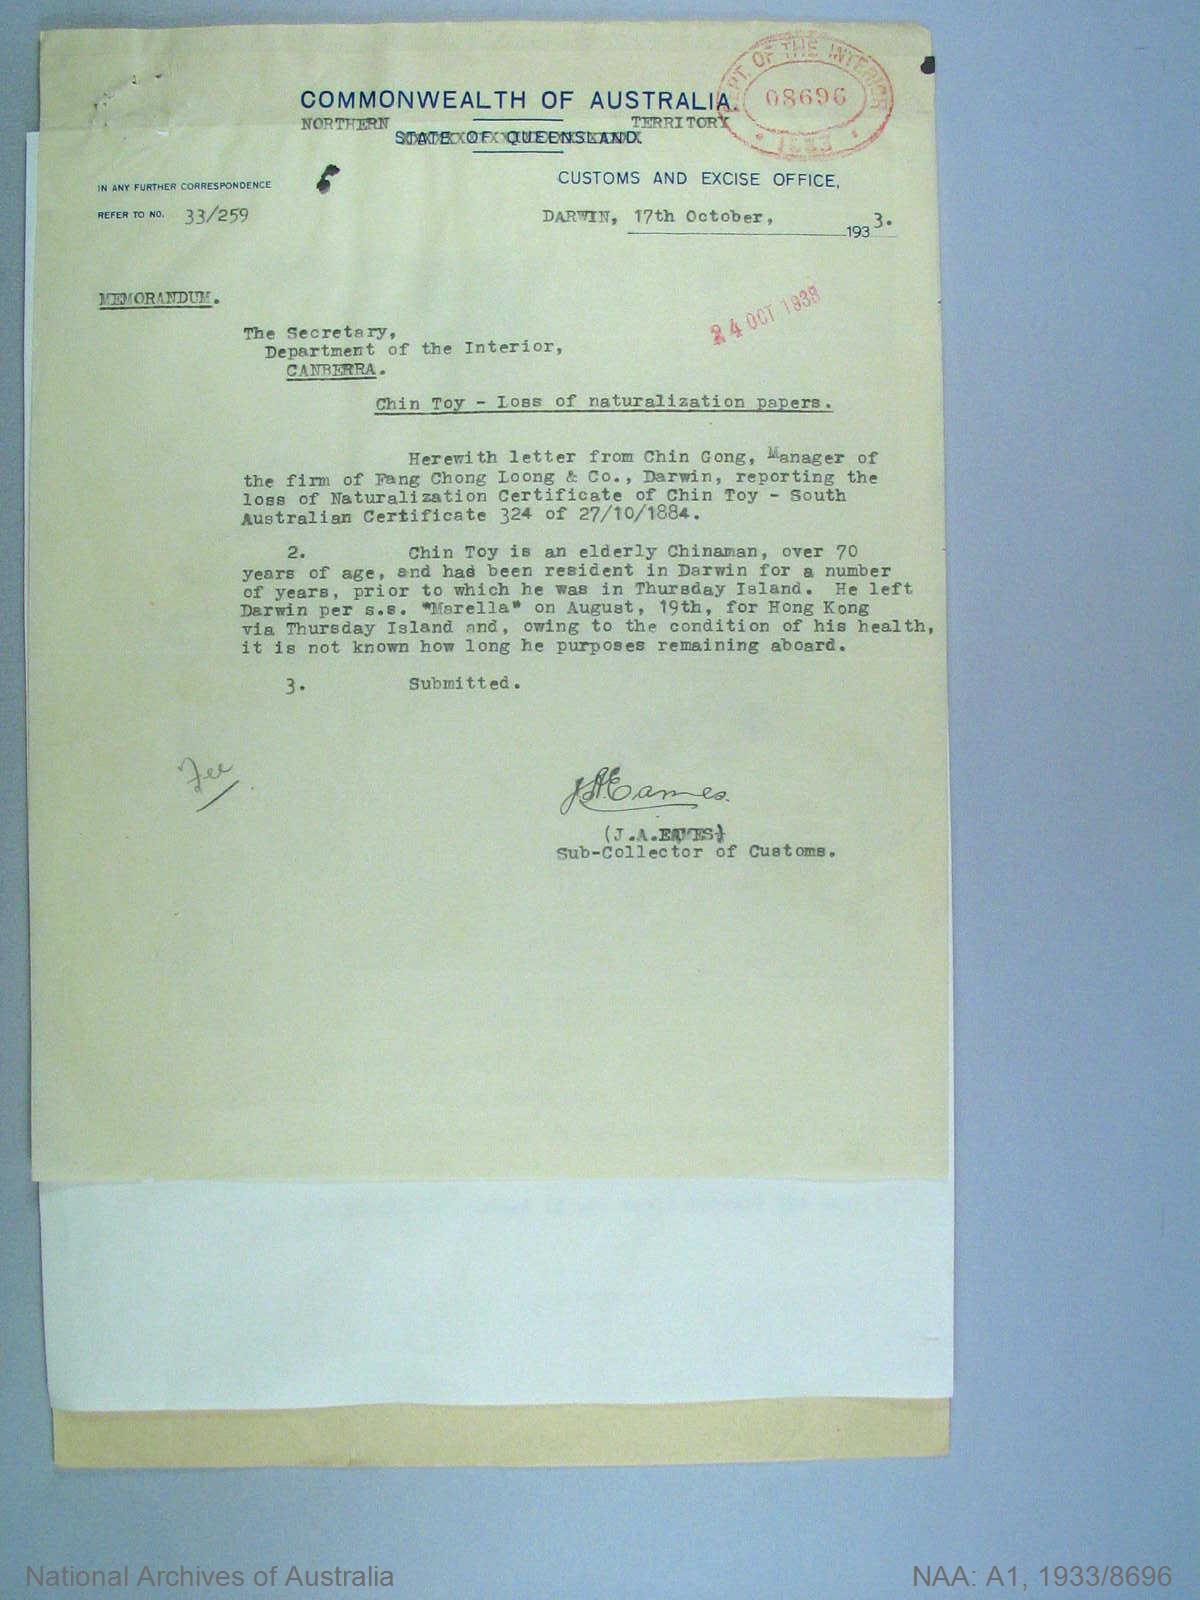 COMMONWEALTH OF AUSTRALIA.
DEPT. OF THE INTERIOR
08696
* 1933 *
NORTHERN TERRITORY
STATE OF QUEENSLAND.
IN ANY FURTHER CORRESPONDENCE
REFER TO NO. 33/259
CUSTOMS AND EXCISE OFFICE,
DARWIN, 17th October, 1933.
MEMORANDUM.
24 OCT 1933
The Secretary,
Department of the Interior,
CANBERRA.
Chin Toy - Loss of naturalization papers.
Herewith letter from Chin Gong, Manager of
the firm of Fang Chong Loong & Co., Darwin, reporting the
loss of Naturalization Certificate of Chin Toy - South
Australian Certificate 324 of 27/10/1884.
2. Chin Toy is an elderly Chinaman, over 70
years of age, and had been resident in Darwin for a number
of years, prior to which he was in Thursday Island. He left
Darwin per s.s. "Marella" on August, 19th, for Hong Kong
via Thursday Island and, owing to the condition of his health,
it is not known how long he purposes remaining aboard.
3. Submitted.
J A Eames.
(J.A.EAMES)
Sub-Collector of Customs.
National Archives of Australia
NAA: A1, 1933/8696